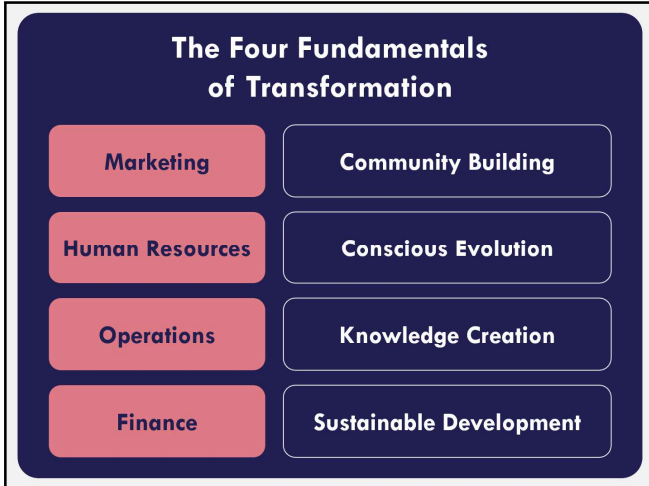 The Four Fundamentals
of Transformation
Marketing
Community Building
Human Resources
Conscious Evolution
Operations
Knowledge Creation
Finance
Sustainable Development